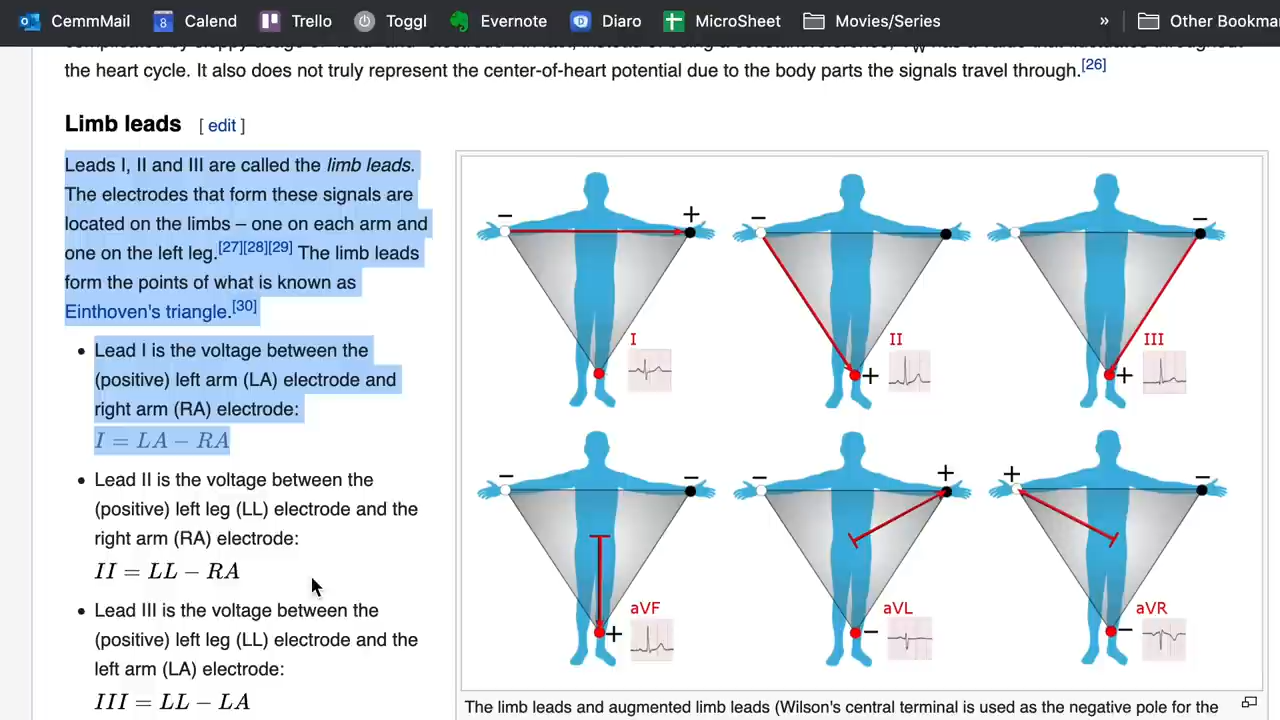 CemmMail Calend Trello Toggl Evernote Diaro MicroSheet Movies/Series » Other Bookma
the heart cycle. It also does not truly represent the center-of-heart potential due to the body parts the signals travel through.[26]
Limb leads [ edit ]
Leads I, II and III are called the limb leads.
The electrodes that form these signals are
located on the limbs – one on each arm and
one on the left leg.[27][28][29] The limb leads
form the points of what is known as
Einthoven's triangle.[30]
• Lead I is the voltage between the
(positive) left arm (LA) electrode and
right arm (RA) electrode:
I = LA − RA
• Lead II is the voltage between the
(positive) left leg (LL) electrode and the
right arm (RA) electrode:
II = LL − RA
• Lead III is the voltage between the
(positive) left leg (LL) electrode and the
left arm (LA) electrode:
III = LL − LA
− + − −
I II III
+ +
− − − + + −
aVF aVL aVR
+ − −
The limb leads and augmented limb leads (Wilson's central terminal is used as the negative pole for the